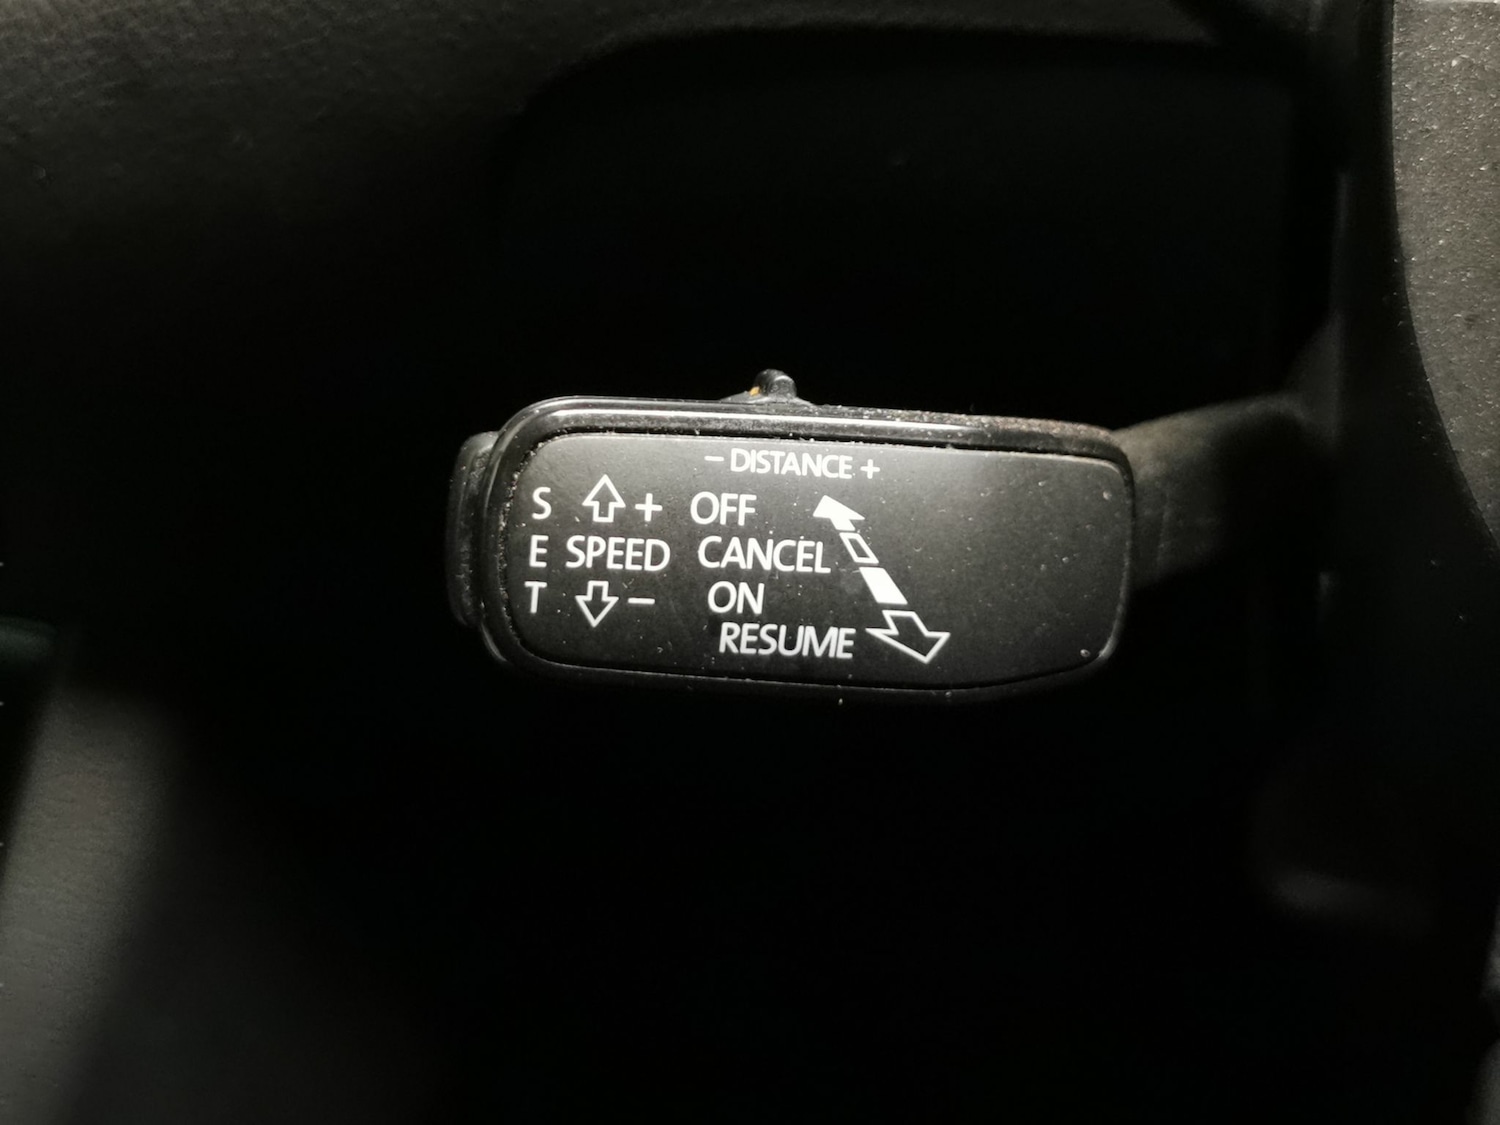 – DISTANCE +
S + OFF
E SPEED CANCEL
T – ON
RESUME